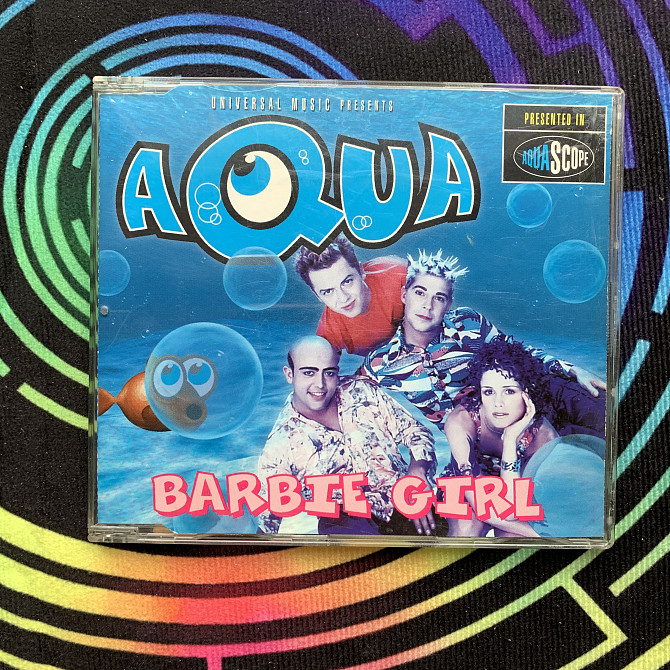 UNIVERSAL MUSIC PRESENTS
AQUA
PRESENTED IN
AQUASCOPE
BARBIE GIRL